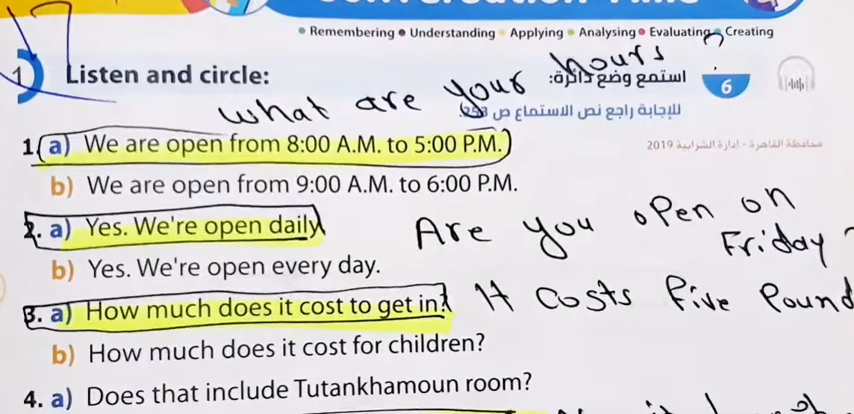 • Remembering • Understanding • Applying • Analysing • Evaluating • Creating
1 Listen and circle:
استمع وضع دائرة:
6
what are your hours ?
للإجابة راجع نص الاستماع ص
محافظة القاهرة - إدارة الشرابية 2019
1. a) We are open from 8:00 A.M. to 5:00 P.M.
b) We are open from 9:00 A.M. to 6:00 P.M.
2. a) Yes. We're open daily.
Are you open on
Friday ?
b) Yes. We're open every day.
3. a) How much does it cost to get in?
It costs five Pound
b) How much does it cost for children?
4. a) Does that include Tutankhamoun room?